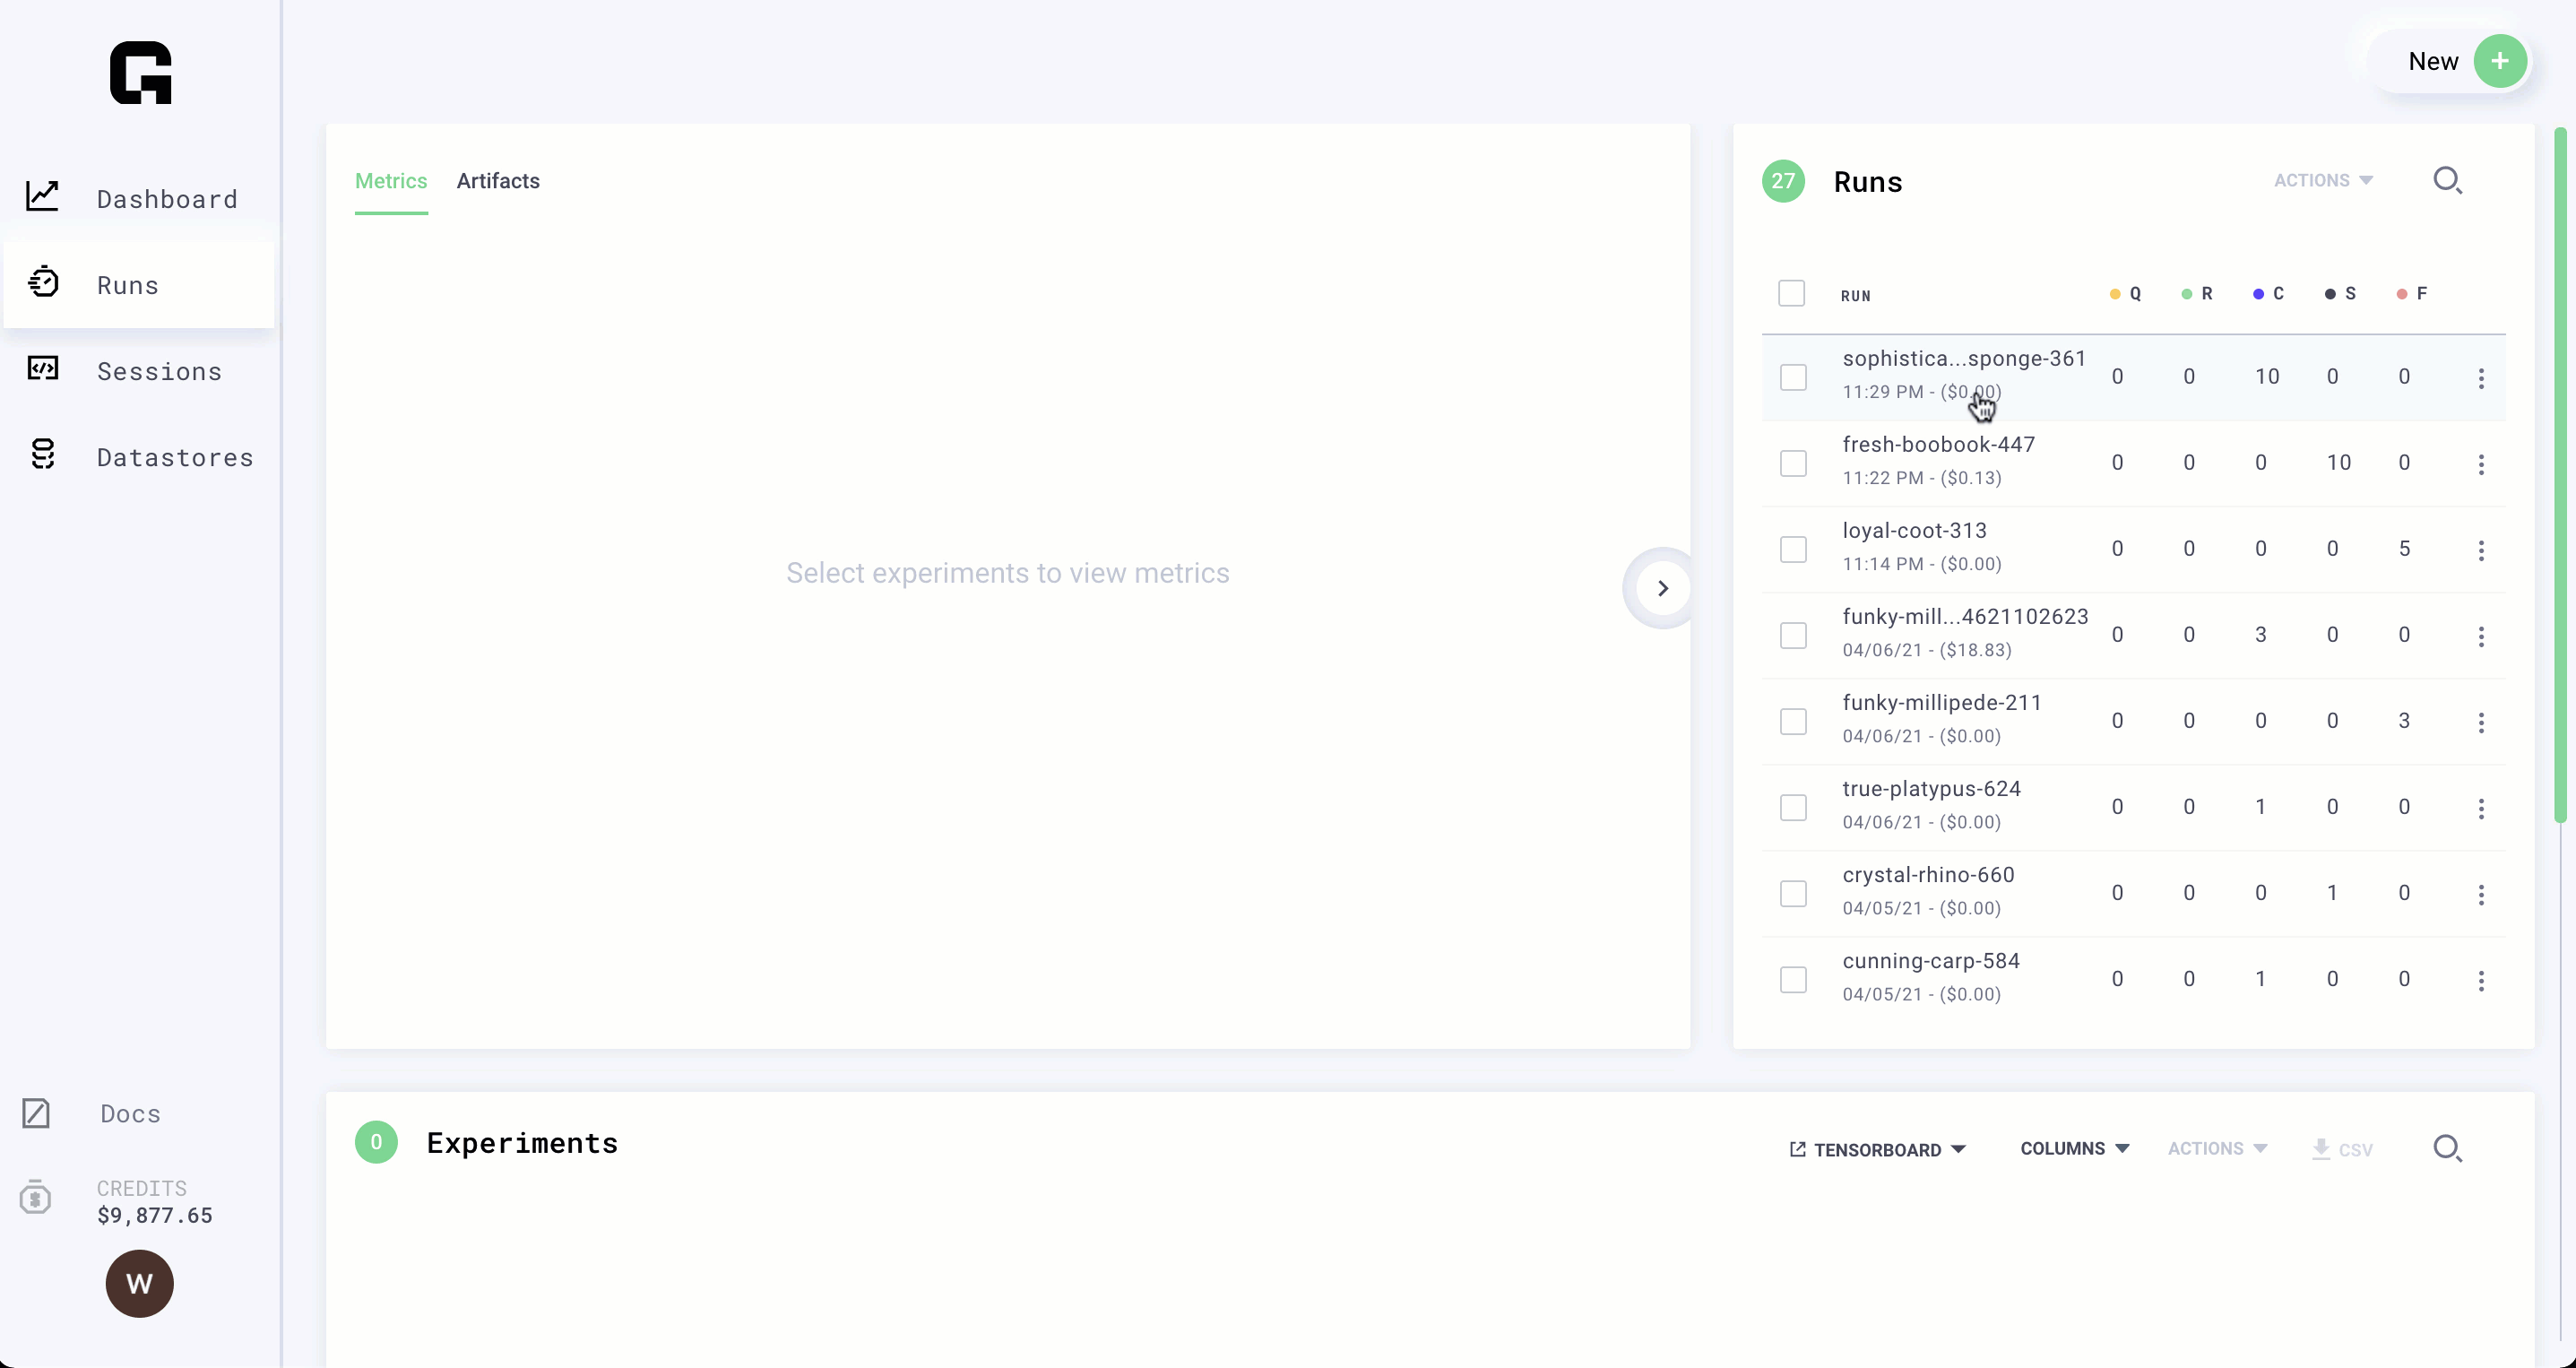 New +
Dashboard
Runs
Sessions
Datastores
Docs
CREDITS
$9,877.65
W
Metrics Artifacts
Select experiments to view metrics
27 Runs ACTIONS
RUN Q R C S F
sophistica...sponge-361 0 0 10 0 0
11:29 PM - ($0.00)
fresh-boobook-447 0 0 0 10 0
11:22 PM - ($0.13)
loyal-coot-313 0 0 0 0 5
11:14 PM - ($0.00)
funky-mill...4621102623 0 0 3 0 0
04/06/21 - ($18.83)
funky-millipede-211 0 0 0 0 3
04/06/21 - ($0.00)
true-platypus-624 0 0 1 0 0
04/06/21 - ($0.00)
crystal-rhino-660 0 0 0 1 0
04/05/21 - ($0.00)
cunning-carp-584 0 0 1 0 0
04/05/21 - ($0.00)
0 Experiments TENSORBOARD COLUMNS ACTIONS CSV